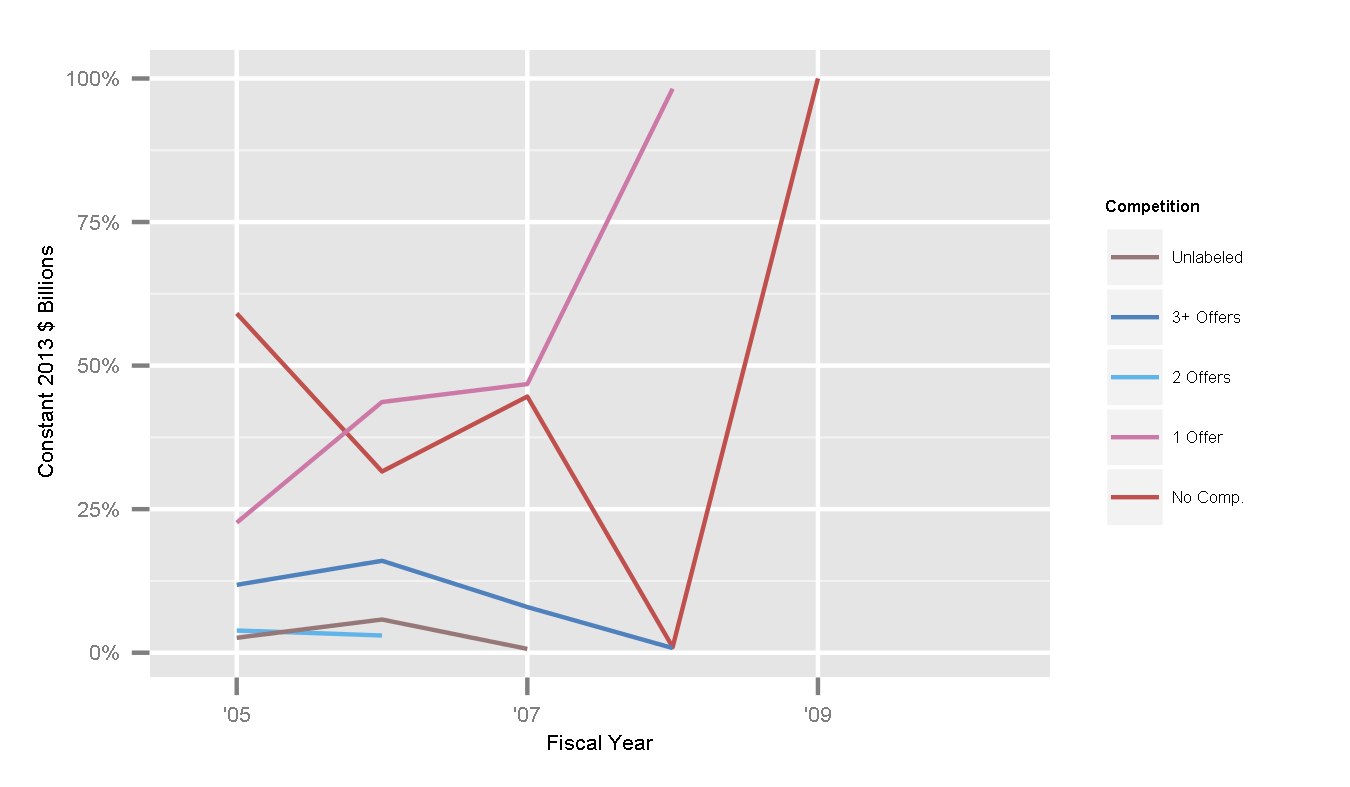 100%
75%
50%
25%
0%
Constant 2013 $ Billions
'05
'07
'09
Fiscal Year
Competition
Unlabeled
3+ Offers
2 Offers
1 Offer
No Comp.